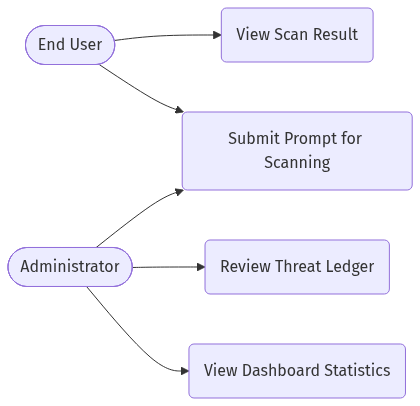 End User
View Scan Result
Submit Prompt for
Scanning
Administrator
Review Threat Ledger
View Dashboard Statistics